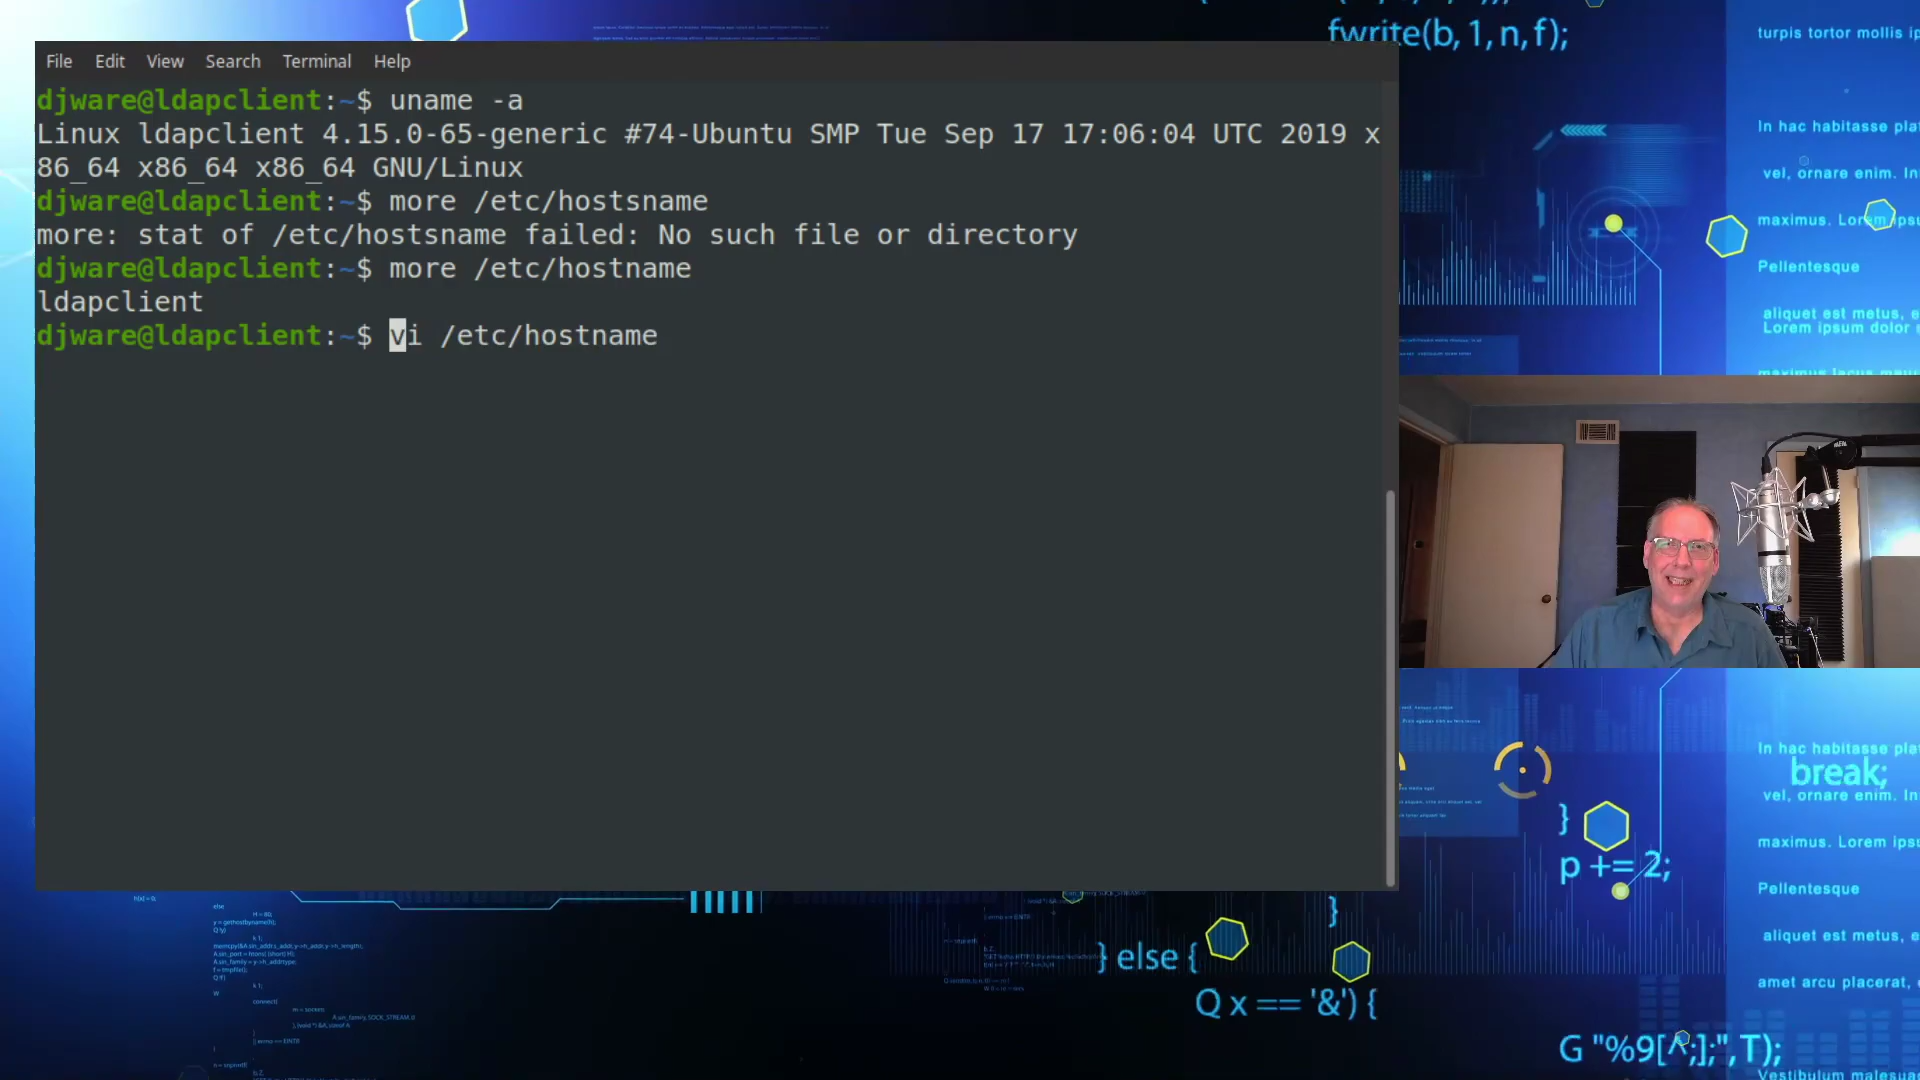 File Edit View Search Terminal Help
djware@ldapclient:~$ uname -a
Linux ldapclient 4.15.0-65-generic #74-Ubuntu SMP Tue Sep 17 17:06:04 UTC 2019 x
86_64 x86_64 x86_64 GNU/Linux
djware@ldapclient:~$ more /etc/hostsname
more: stat of /etc/hostsname failed: No such file or directory
djware@ldapclient:~$ more /etc/hostname
ldapclient
djware@ldapclient:~$ vi /etc/hostname
fwrite(b, 1, n, f);
turpis tortor mollis
In hac habitasse
vel, ornare enim. In
maximus. Lorem
Pellentesque
aliquet est metus,
Lorem ipsum dolor
In hac habitasse
break;
vel, ornare enim. In
}
maximus. Lorem
p += 2;
Pellentesque
}
aliquet est metus,
} else {
amet arcu placerat,
Q x == '&') {
G "%9[^;];", T);
Vestibulum